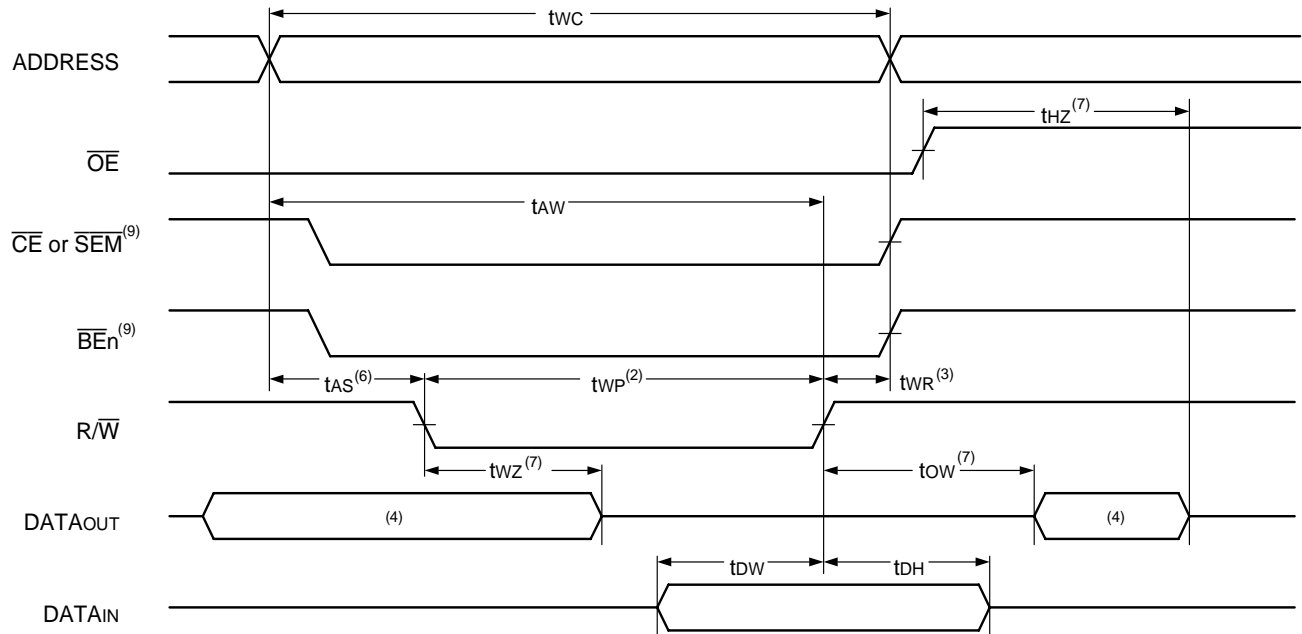 tWC
ADDRESS
tHZ(7)
OE
tAW
CE or SEM(9)
BEn(9)
tAS(6) tWP(2) tWR(3)
R/W
tWZ(7) tOW(7)
DATAOUT (4) (4)
tDW tDH
DATAIN